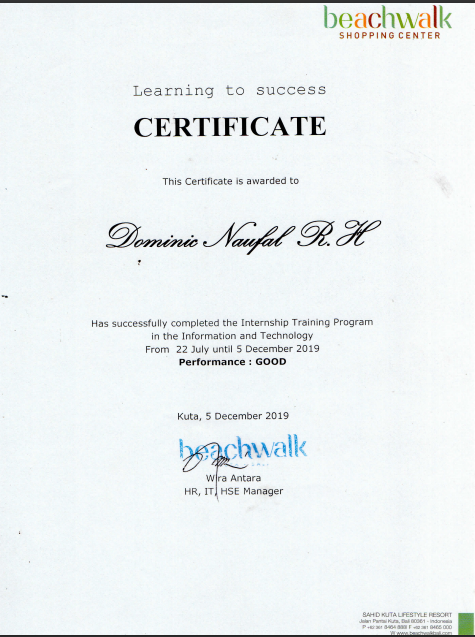 beachwalk
SHOPPING CENTER
Learning to success
CERTIFICATE
This Certificate is awarded to
Dominic Naufal R. H
Has successfully completed the Internship Training Program
in the Information and Technology
From 22 July until 5 December 2019
Performance : GOOD
Kuta, 5 December 2019
beachwalk
BALI
Wira Antara
HR, IT, HSE Manager
SAHID KUTA LIFESTYLE RESORT
Jalan Pantai Kuta, Bali 80361 - Indonesia
P +62 361 8464 888 F +62 361 8465 000
W www.beachwalkbali.com